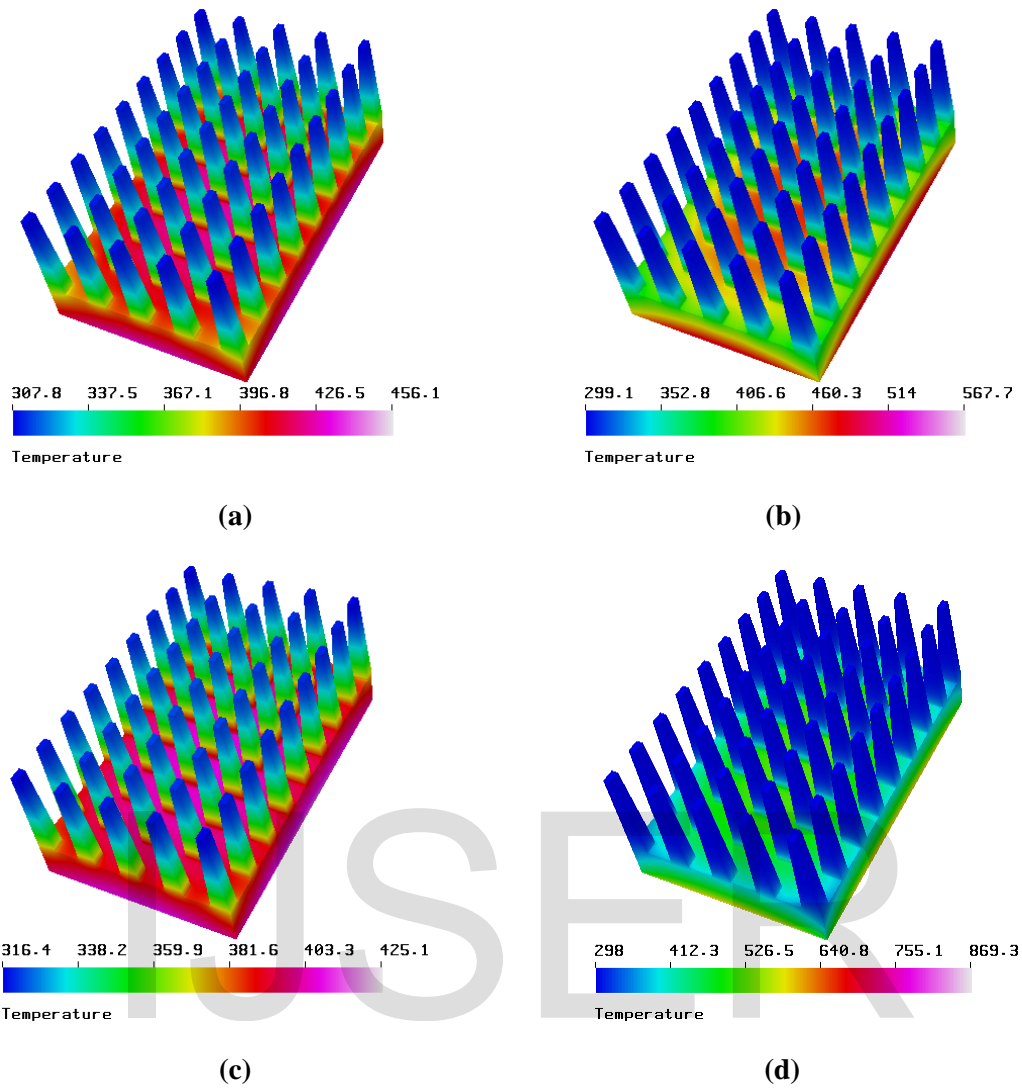 307.8 337.5 367.1 396.8 426.5 456.1
Temperature
(a)
299.1 352.8 406.6 460.3 514 567.7
Temperature
(b)
316.4 338.2 359.9 381.6 403.3 425.1
Temperature
(c)
298 412.3 526.5 640.8 755.1 869.3
Temperature
(d)
IJSER